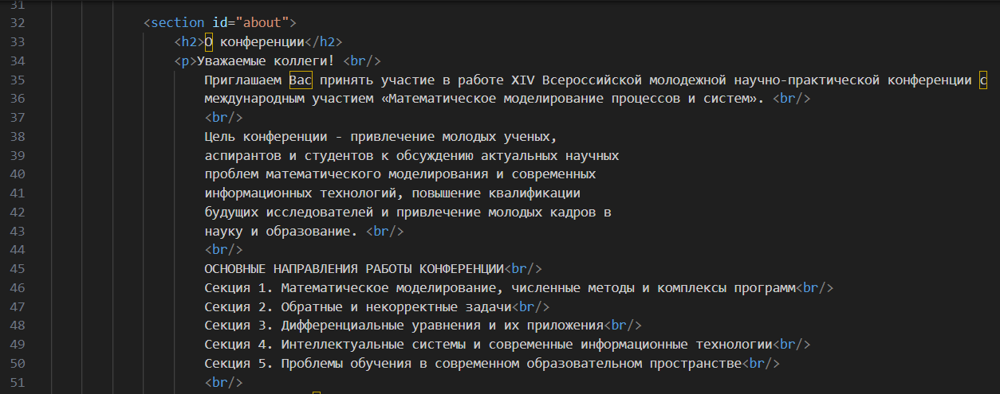 31
32 <section id="about">
33 <h2>О конференции</h2>
34 <p>Уважаемые коллеги! <br/>
35 Приглашаем Вас принять участие в работе XIV Всероссийской молодежной научно-практической конференции с
36 международным участием «Математическое моделирование процессов и систем». <br/>
37 <br/>
38 Цель конференции - привлечение молодых ученых,
39 аспирантов и студентов к обсуждению актуальных научных
40 проблем математического моделирования и современных
41 информационных технологий, повышение квалификации
42 будущих исследователей и привлечение молодых кадров в
43 науку и образование. <br/>
44 <br/>
45 ОСНОВНЫЕ НАПРАВЛЕНИЯ РАБОТЫ КОНФЕРЕНЦИИ<br/>
46 Секция 1. Математическое моделирование, численные методы и комплексы программ<br/>
47 Секция 2. Обратные и некорректные задачи<br/>
48 Секция 3. Дифференциальные уравнения и их приложения<br/>
49 Секция 4. Интеллектуальные системы и современные информационные технологии<br/>
50 Секция 5. Проблемы обучения в современном образовательном пространстве<br/>
51 <br/>